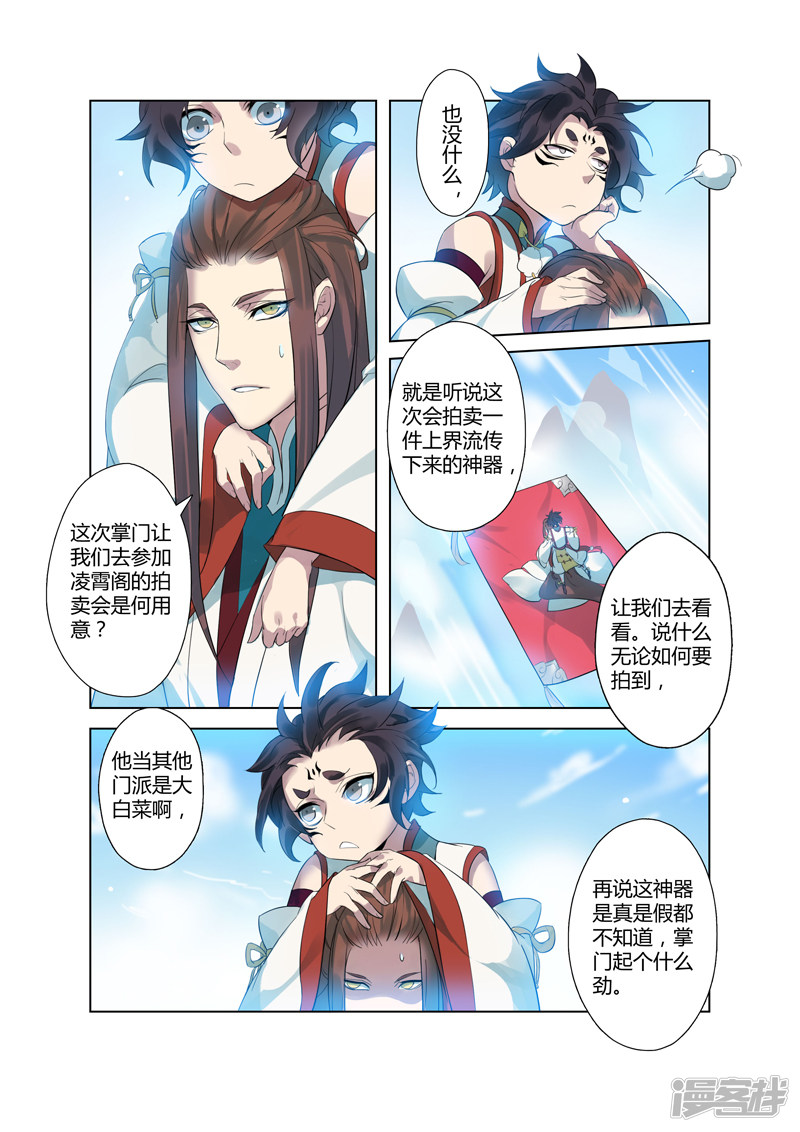 这次掌门让
我们去参加
凌霄阁的拍
卖会是何用
意？
也没什么，
就是听说这
次会拍卖一
件上界流传
下来的神器，
让我们去看
看。说什么
无论如何要
拍到，
他当其他
门派是大
白菜啊，
再说这神器
是真是假都
不知道，掌
门起个什么
劲。
漫客栈